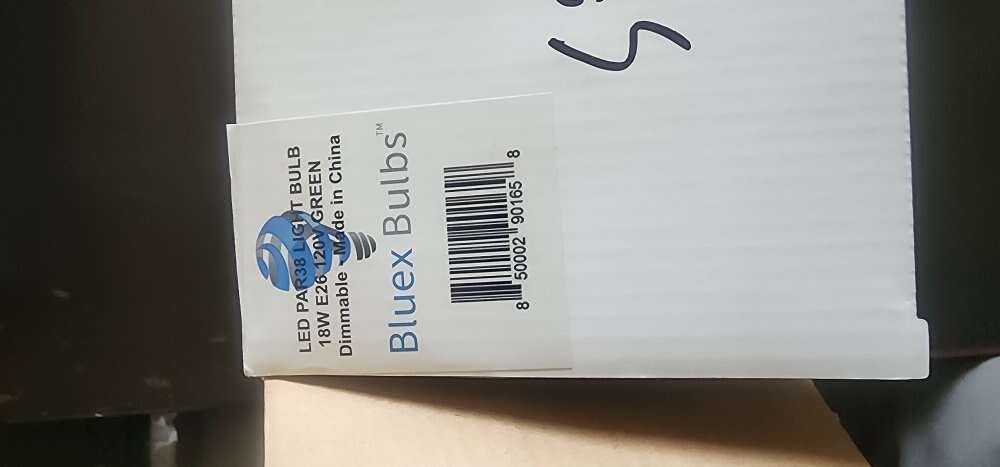 LED PAR38 LIGHT BULB
18W E26 120V GREEN
Dimmable - Made in China
Bluex Bulbs™
8 50002 90165 8